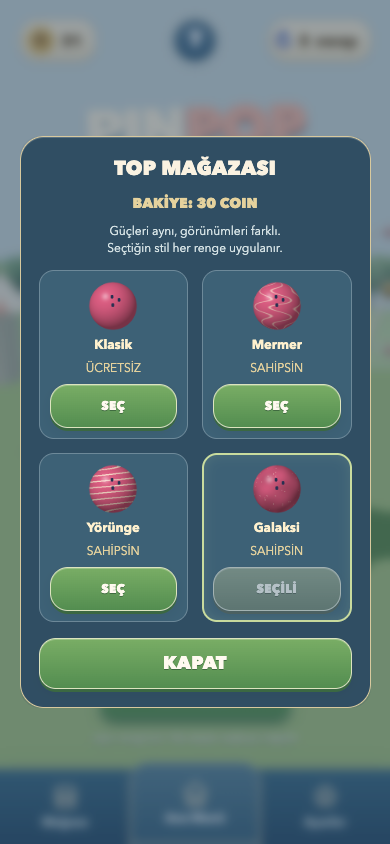 TOP MAĞAZASI
BAKİYE: 30 COIN
Güçleri aynı, görünümleri farklı.
Seçtiğin stil her renge uygulanır.
Klasik
ÜCRETSİZ
SEÇ
Mermer
SAHİPSİN
SEÇ
Yörünge
SAHİPSİN
SEÇ
Galaksi
SAHİPSİN
SEÇİLİ
KAPAT